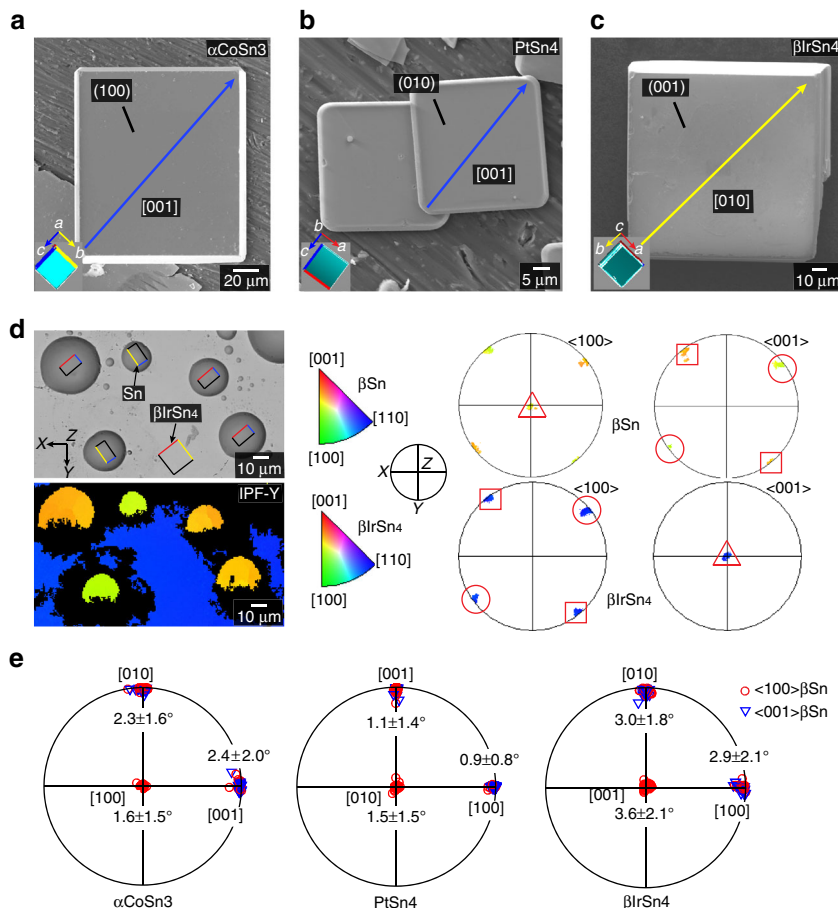 a
αCoSn3
(100)
[001]
a
c
b
20 μm
b
PtSn4
(010)
[001]
b
c
a
5 μm
c
βIrSn4
(001)
[010]
c
b
a
10 μm
d
Sn
βIrSn4
X
Z
Y
10 μm
IPF-Y
10 μm
[001]
βSn
[110]
[100]
X
Z
Y
[001]
βIrSn4
[110]
[100]
<100>
<001>
βSn
<100>
<001>
βIrSn4
e
[010]
2.3±1.6°
2.4±2.0°
[100]
[001]
1.6±1.5°
αCoSn3
[001]
1.1±1.4°
0.9±0.8°
[010]
[100]
1.5±1.5°
PtSn4
[010]
3.0±1.8°
2.9±2.1°
[001]
[100]
3.6±2.1°
βIrSn4
<100>βSn
<001>βSn